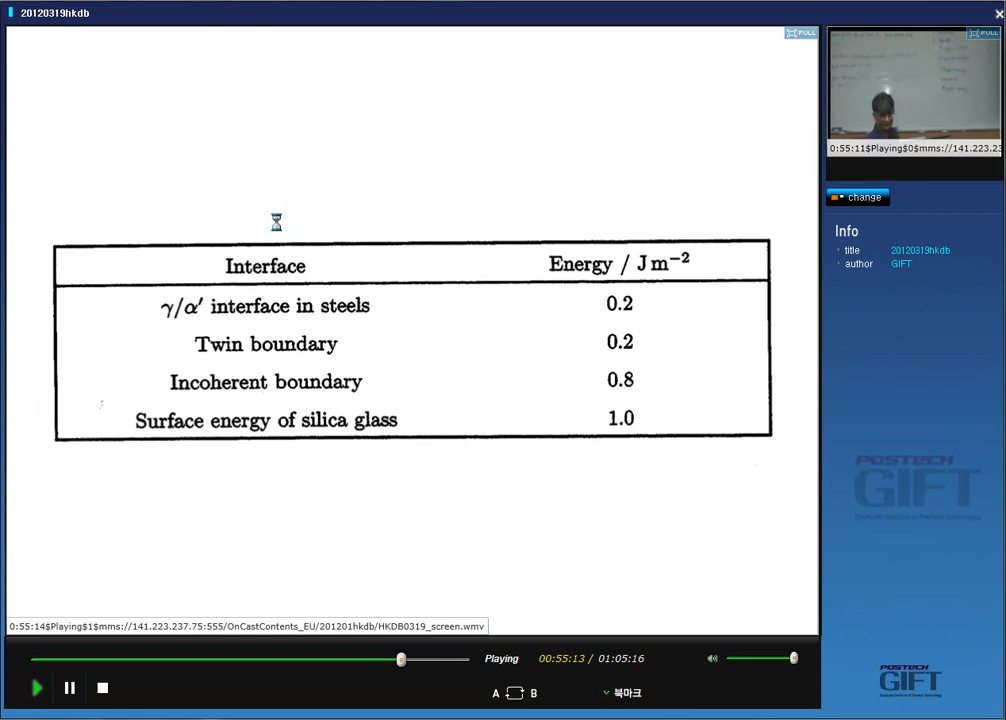 20120319hkdb
FULL
FULL
Interface Energy / J m⁻²
γ/α′ interface in steels 0.2
Twin boundary 0.2
Incoherent boundary 0.8
Surface energy of silica glass 1.0
0:55:11$Playing$0$mms://141.223.23
change
Info
title 20120319hkdb
author GIFT
POSTECH
GIFT
0:55:14$Playing$1$mms://141.223.237.75:555/OnCastContents_EU/201201hkdb/HKDB0319_screen.wmv
Playing 00:55:13 / 01:05:16
A B 북마크
POSTECH
GIFT